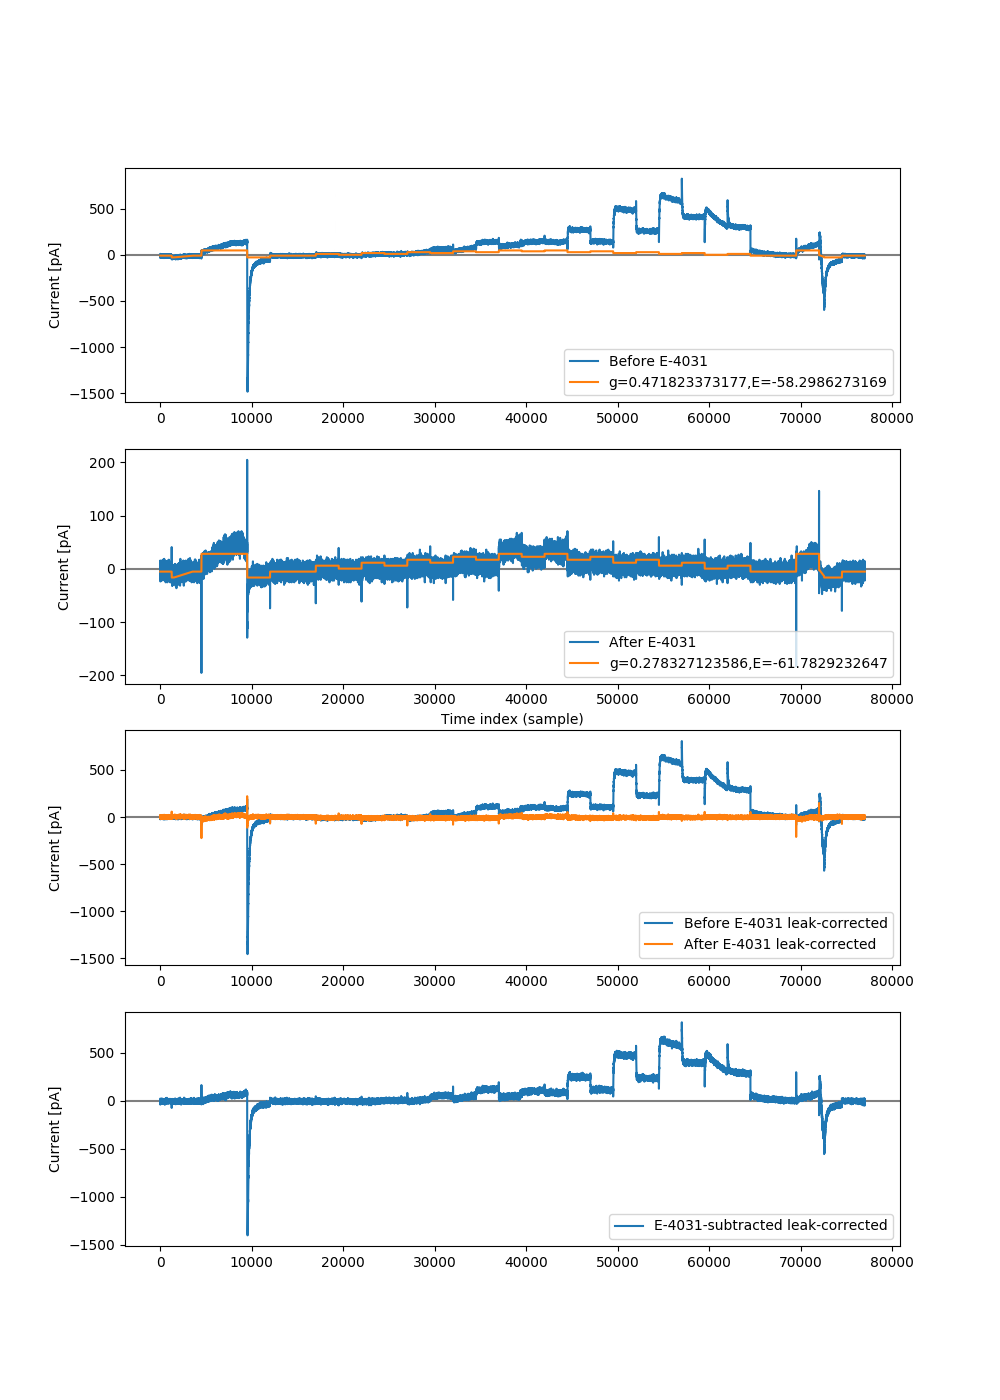 500
0
−500
−1000
−1500
Current [pA]
Before E-4031
g=0.471823373177,E=-58.2986273169
0 10000 20000 30000 40000 50000 60000 70000 80000
200
100
0
−100
−200
Current [pA]
After E-4031
g=0.278327123586,E=-61.7829232647
0 10000 20000 30000 40000 50000 60000 70000 80000
Time index (sample)
500
0
−500
−1000
−1500
Current [pA]
Before E-4031 leak-corrected
After E-4031 leak-corrected
0 10000 20000 30000 40000 50000 60000 70000 80000
500
0
−500
−1000
−1500
Current [pA]
E-4031-subtracted leak-corrected
0 10000 20000 30000 40000 50000 60000 70000 80000